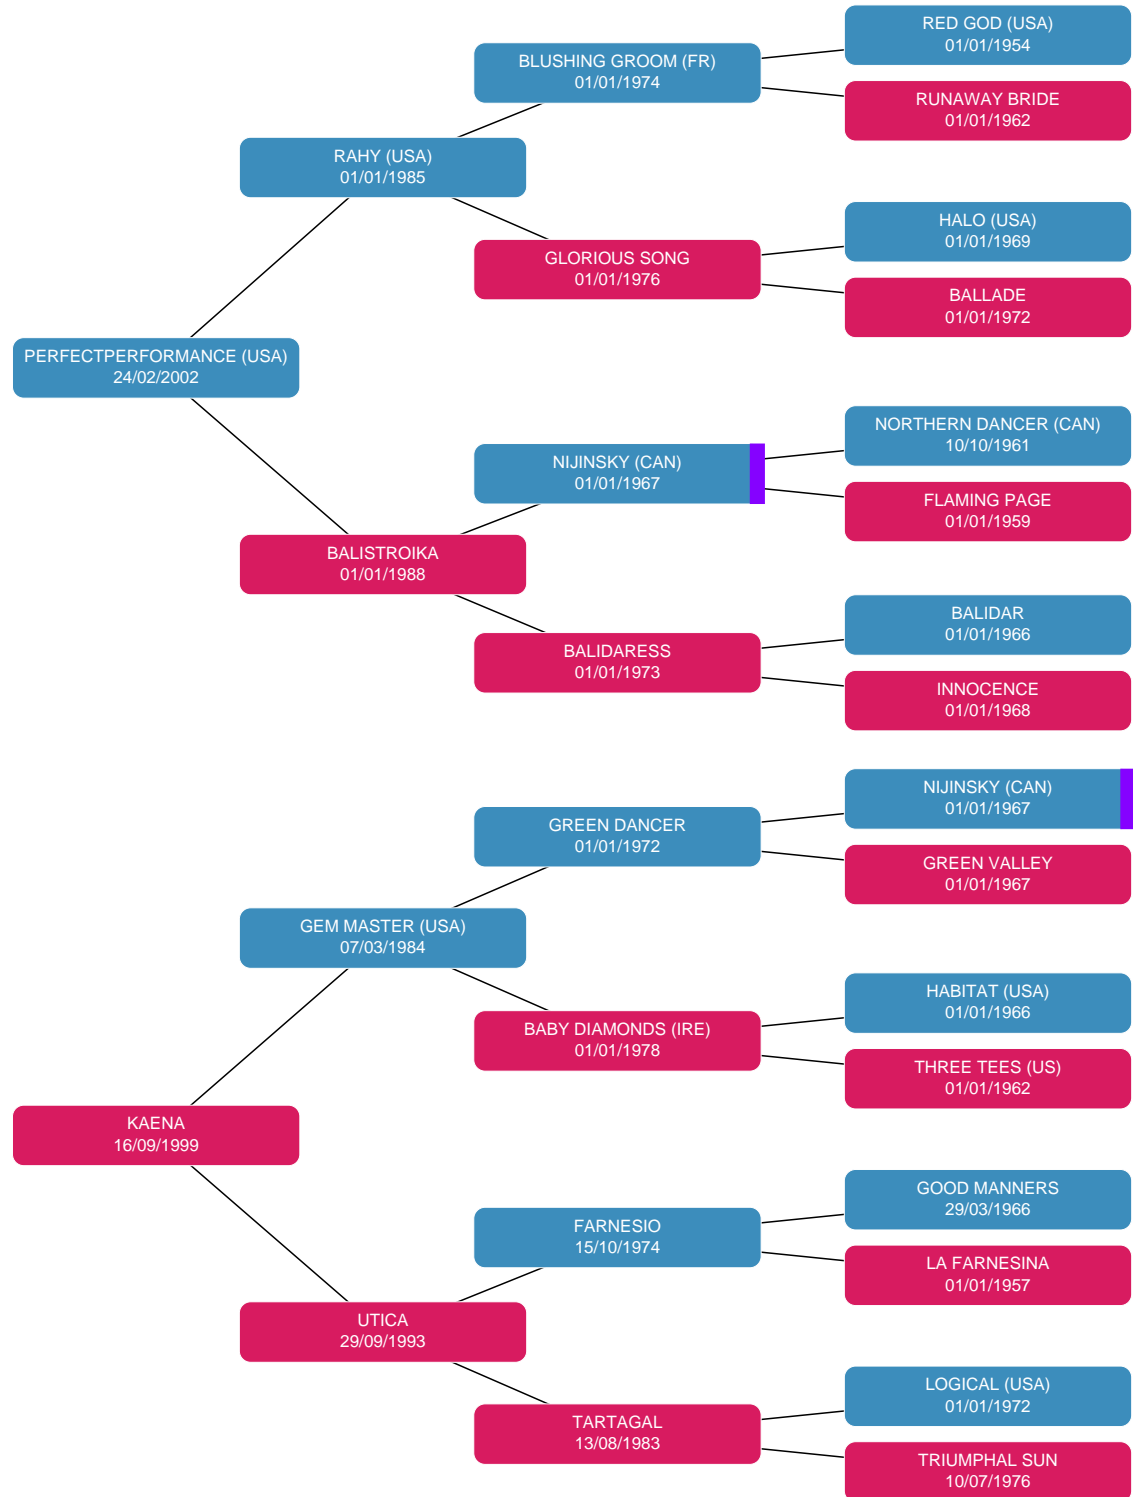 RED GOD (USA)
01/01/1954
BLUSHING GROOM (FR)
01/01/1974
RUNAWAY BRIDE
01/01/1962
RAHY (USA)
01/01/1985
HALO (USA)
01/01/1969
GLORIOUS SONG
01/01/1976
BALLADE
01/01/1972
PERFECTPERFORMANCE (USA)
24/02/2002
NORTHERN DANCER (CAN)
10/10/1961
NIJINSKY (CAN)
01/01/1967
FLAMING PAGE
01/01/1959
BALISTROIKA
01/01/1988
BALIDAR
01/01/1966
BALIDARESS
01/01/1973
INNOCENCE
01/01/1968
NIJINSKY (CAN)
01/01/1967
GREEN DANCER
01/01/1972
GREEN VALLEY
01/01/1967
GEM MASTER (USA)
07/03/1984
HABITAT (USA)
01/01/1966
BABY DIAMONDS (IRE)
01/01/1978
THREE TEES (US)
01/01/1962
KAENA
16/09/1999
GOOD MANNERS
29/03/1966
FARNESIO
15/10/1974
LA FARNESINA
01/01/1957
UTICA
29/09/1993
LOGICAL (USA)
01/01/1972
TARTAGAL
13/08/1983
TRIUMPHAL SUN
10/07/1976